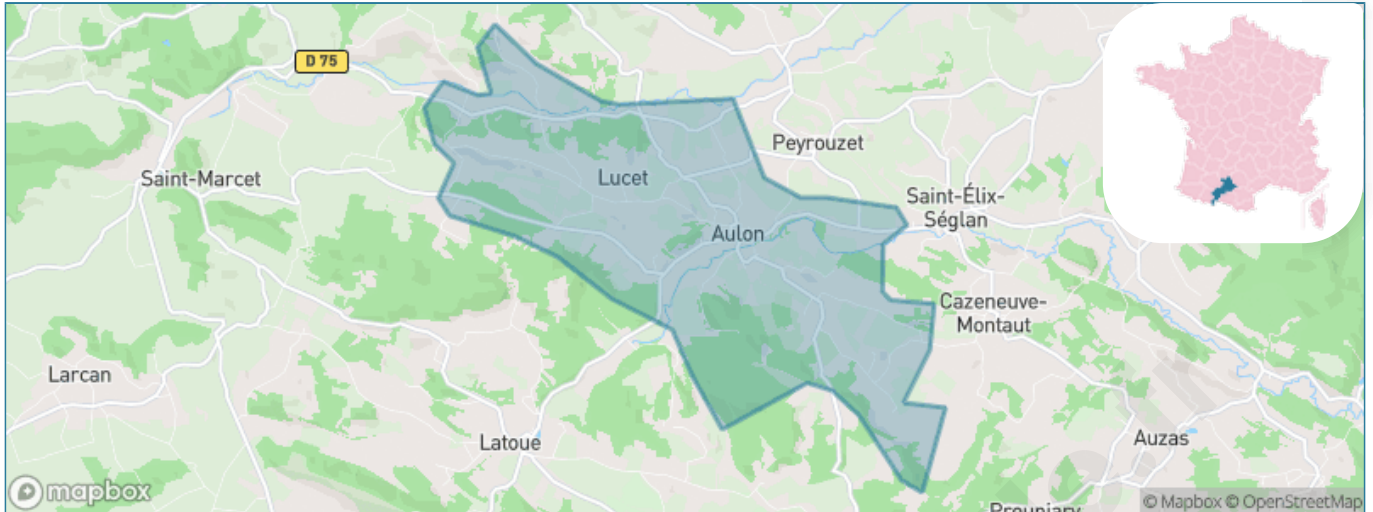 D 75
Peyrouzet
Saint-Marcet
Lucet
Saint-Élix-
Séglan
Aulon
Cazeneuve-
Montaut
Larcan
Latoue
Auzas
mapbox
© Mapbox © OpenStreetMap